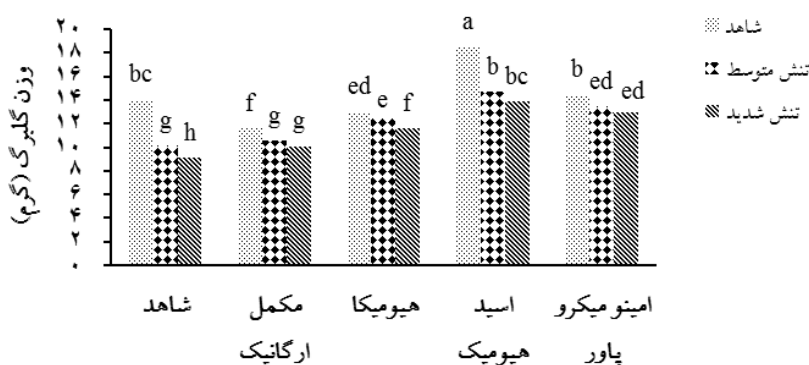 وزن گلبرگ (گرم)
۲۰
۱۸
۱۶
۱۴
۱۲
۱۰
۸
۶
۴
۲
۰
bc g h f g g ed e f a b bc b ed ed
شاهد
تنش متوسط
تنش شدید
شاهد مکمل هیومیکا اسید امینو میکرو
ارگانیک هیومیک پاور